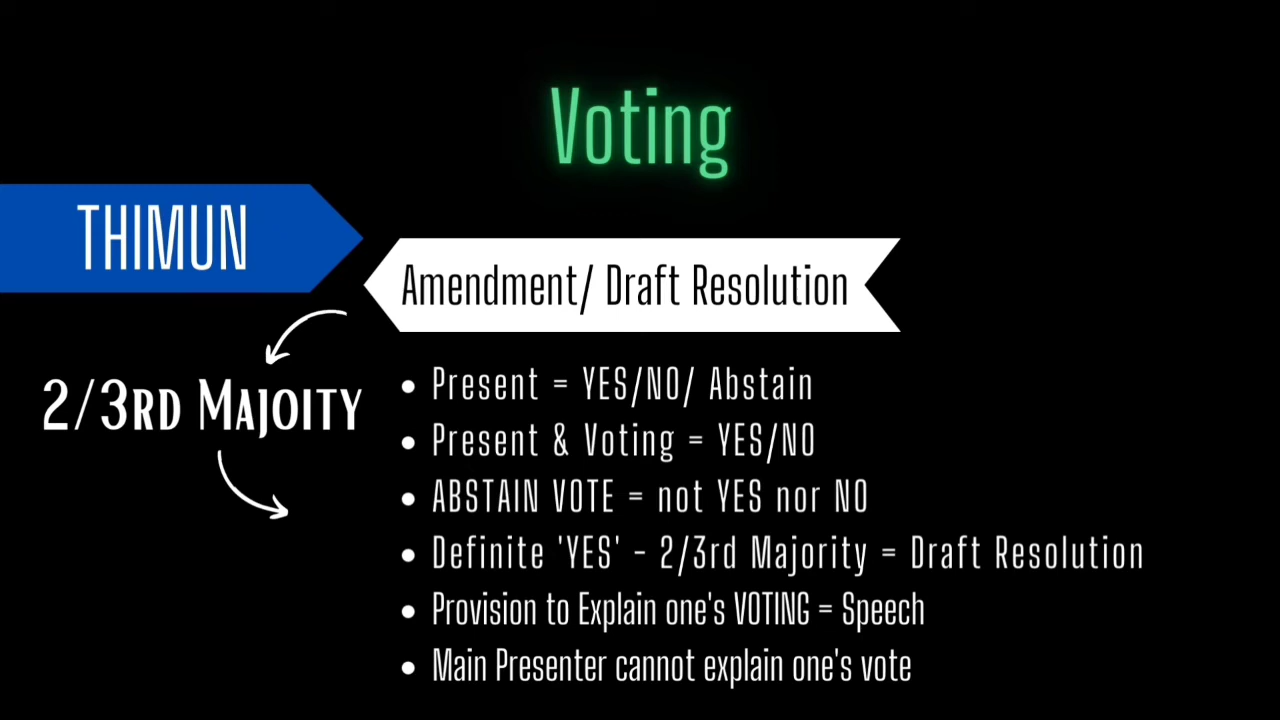 Voting
THIMUN
Amendment/ Draft Resolution
2/3RD MAJOITY
Present = YES/NO/ Abstain
Present & Voting = YES/NO
ABSTAIN VOTE = not YES nor NO
Definite 'YES' - 2/3rd Majority = Draft Resolution
Provision to Explain one's VOTING = Speech
Main Presenter cannot explain one's vote